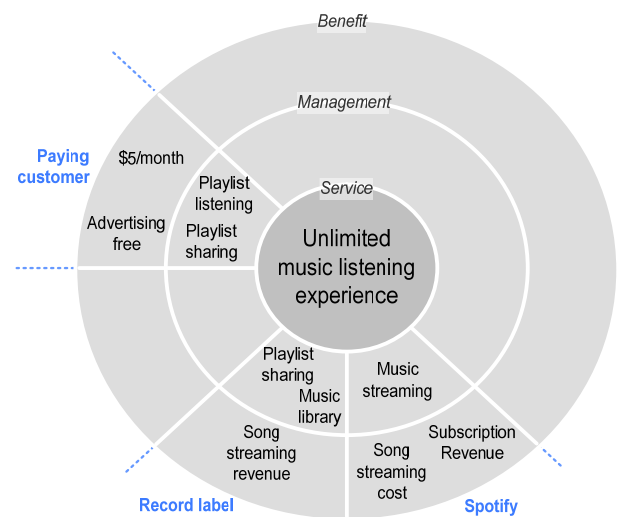 Benefit
Management
Service
Unlimited
music listening
experience
Paying
customer
$5/month
Advertising
free
Playlist
listening
Playlist
sharing
Playlist
sharing
Music
library
Music
streaming
Song
streaming
revenue
Song
streaming
cost
Subscription
Revenue
Record label
Spotify